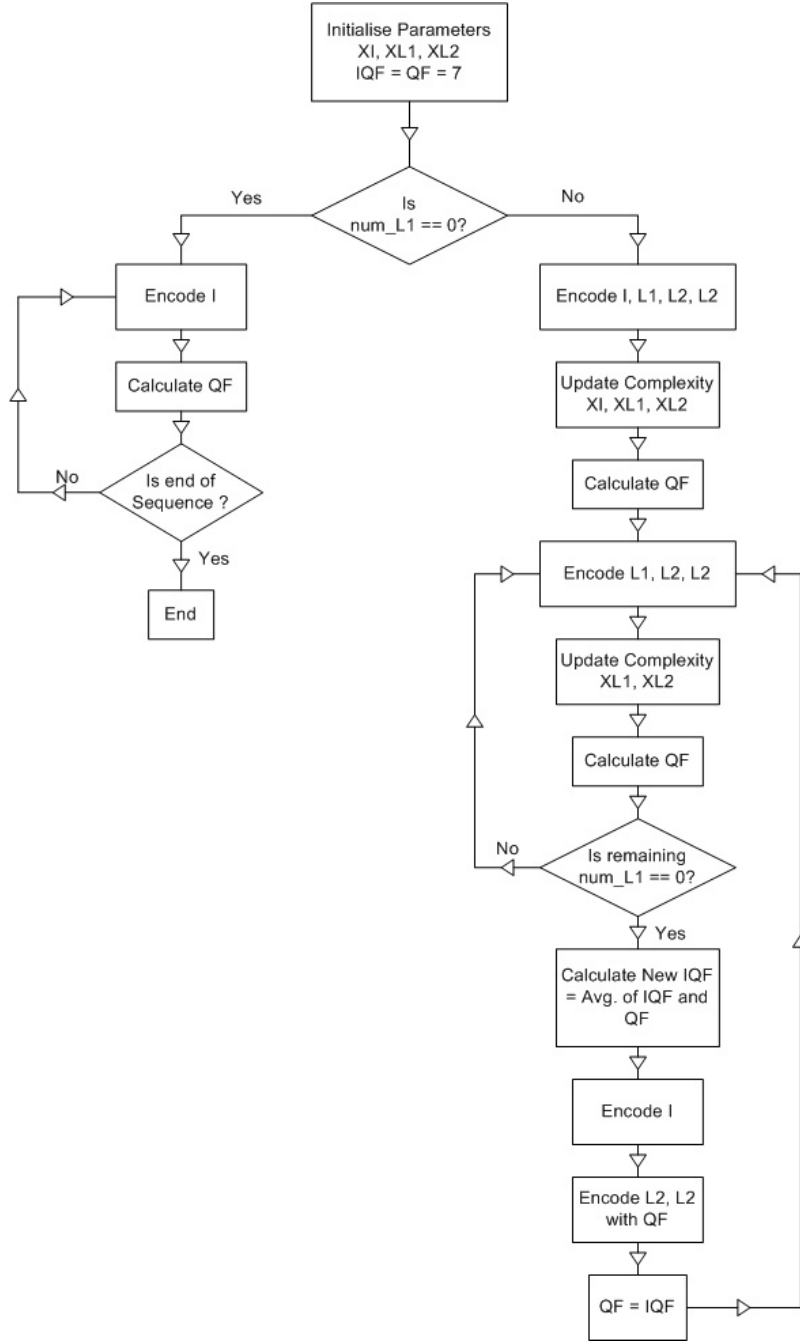 Initialise Parameters
XI, XL1, XL2
IQF = QF = 7
Is
num_L1 == 0?
Yes
No
Encode I
Calculate QF
Is end of
Sequence ?
No
Yes
End
Encode I, L1, L2, L2
Update Complexity
XI, XL1, XL2
Calculate QF
Encode L1, L2, L2
Update Complexity
XL1, XL2
Calculate QF
Is remaining
num_L1 == 0?
No
Yes
Calculate New IQF
= Avg. of IQF and
QF
Encode I
Encode L2, L2
with QF
QF = IQF